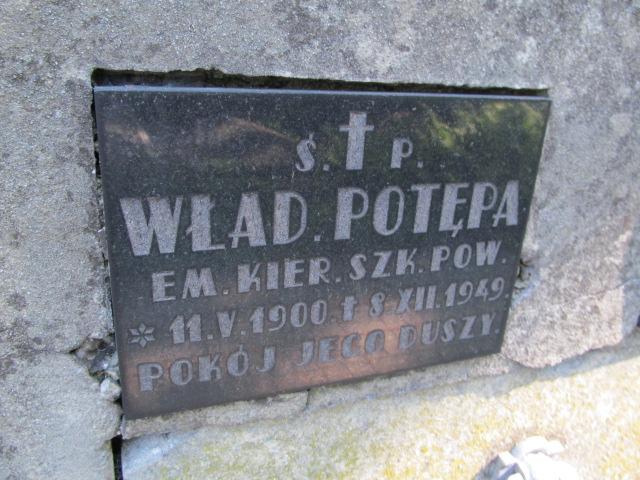 Ś. † P.
WŁAD. POTĘPA
EM. KIER. SZK. POW.
* 11. V. 1900. † 8. XII. 1949.
POKÓJ JEGO DUSZY.